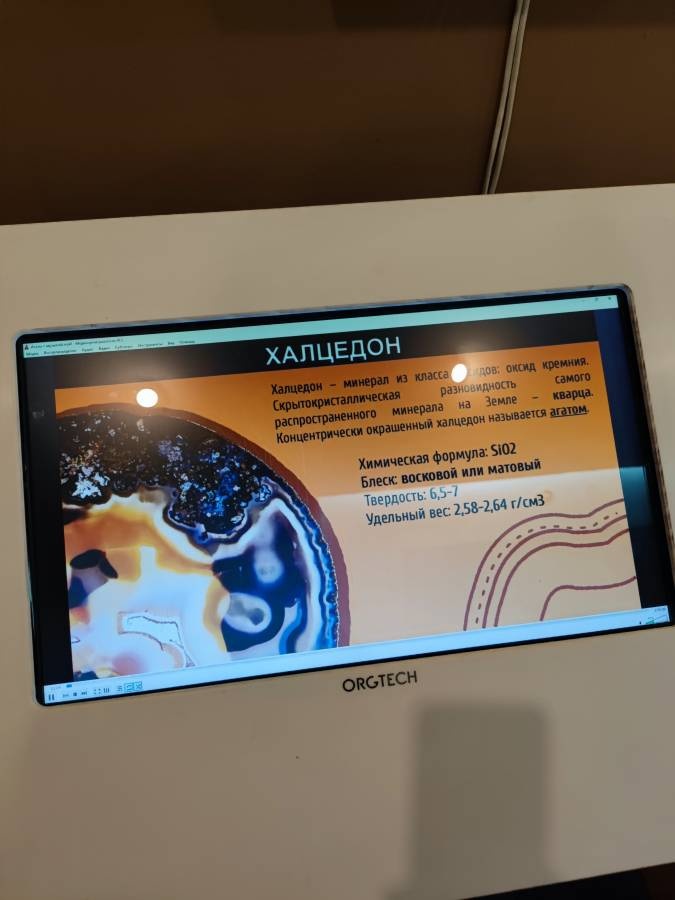 ХАЛЦЕДОН
Халцедон – минерал из класса оксидов: оксид кремния.
Скрытокристаллическая разновидность самого
распространенного минерала на Земле – кварца.
Концентрически окрашенный халцедон называется агатом.
Химическая формула: SiO2
Блеск: восковой или матовый
Твердость: 6,5-7
Удельный вес: 2,58-2,64 г/см3
ORGTECH